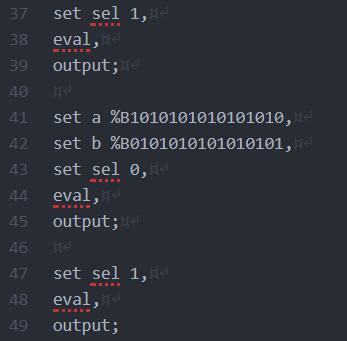 37 set sel 1,¤↵
38 eval,¤↵
39 output;¤↵
40 ¤↵
41 set a %B1010101010101010,¤↵
42 set b %B0101010101010101,¤↵
43 set sel 0,¤↵
44 eval,¤↵
45 output;¤↵
46 ¤↵
47 set sel 1,¤↵
48 eval,¤↵
49 output;